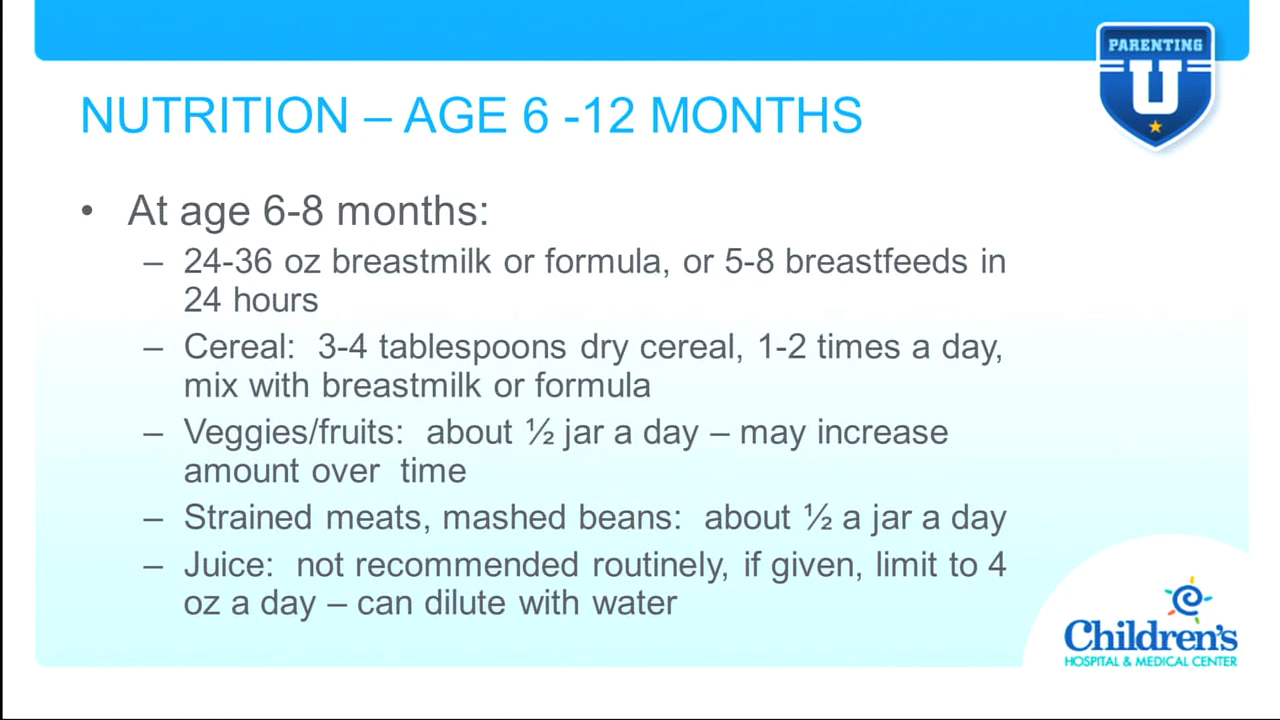 PARENTING
U
NUTRITION – AGE 6 -12 MONTHS
• At age 6-8 months:
– 24-36 oz breastmilk or formula, or 5-8 breastfeeds in
24 hours
– Cereal:  3-4 tablespoons dry cereal, 1-2 times a day,
mix with breastmilk or formula
– Veggies/fruits:  about ½ jar a day – may increase
amount over  time
– Strained meats, mashed beans:  about ½ a jar a day
– Juice:  not recommended routinely, if given, limit to 4
oz a day – can dilute with water
Children's
HOSPITAL & MEDICAL CENTER